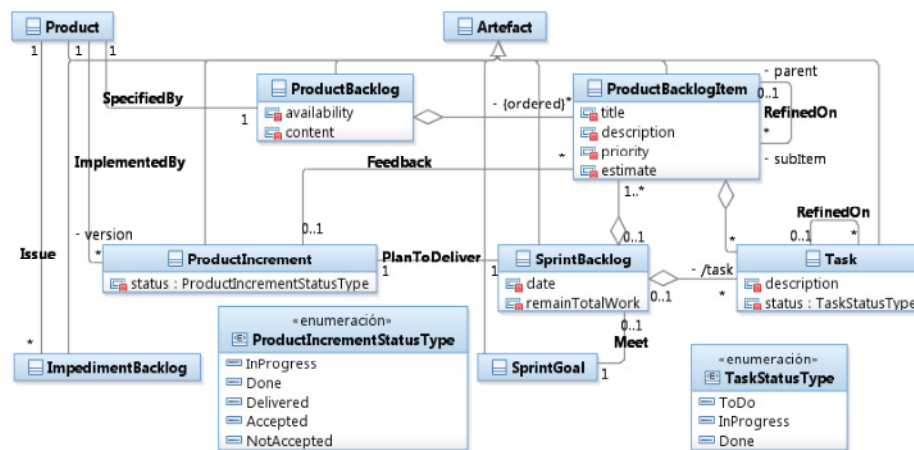 Product
Artefact
1
1
1
1
SpecifiedBy
ProductBacklog
availability
content
- {ordered}*
ProductBacklogItem
title
description
priority
estimate
- parent
0..1
RefinedOn
*
- subItem
ImplementedBy
Feedback
*
1..*
0..1
RefinedOn
0..1
*
*
- version
*
Issue
ProductIncrement
status : ProductIncrementStatusType
PlanToDeliver
1
1
0..1
SprintBacklog
date
remainTotalWork
- /task
0..1
*
Task
description
status : TaskStatusType
0..1
Meet
1
*
ImpedimentBacklog
«enumeración»
ProductIncrementStatusType
InProgress
Done
Delivered
Accepted
NotAccepted
SprintGoal
«enumeración»
TaskStatusType
ToDo
InProgress
Done